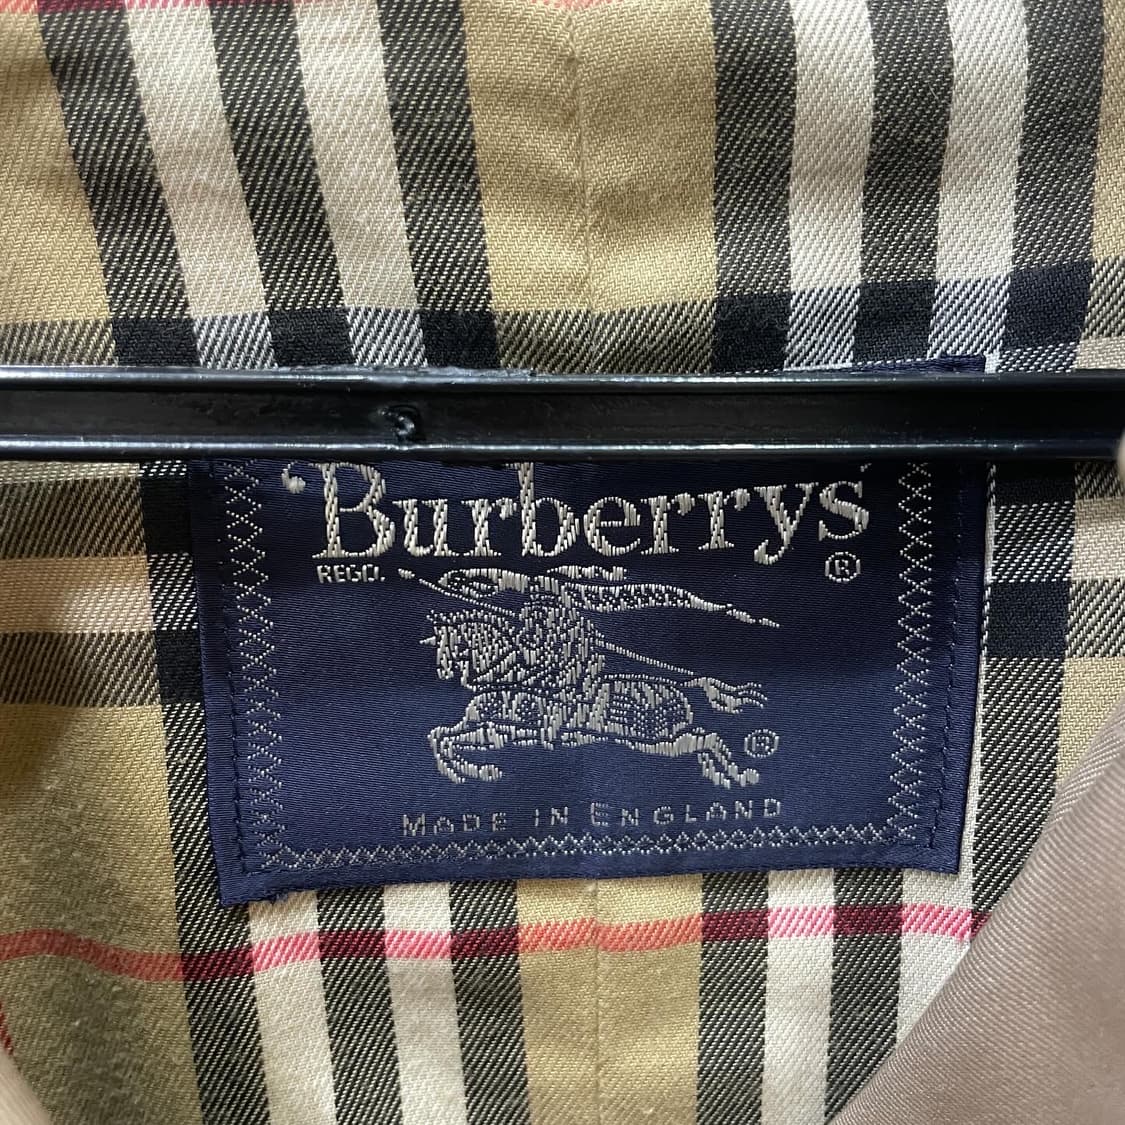 Burberrys
REGD. ®
®
MADE IN ENGLAND